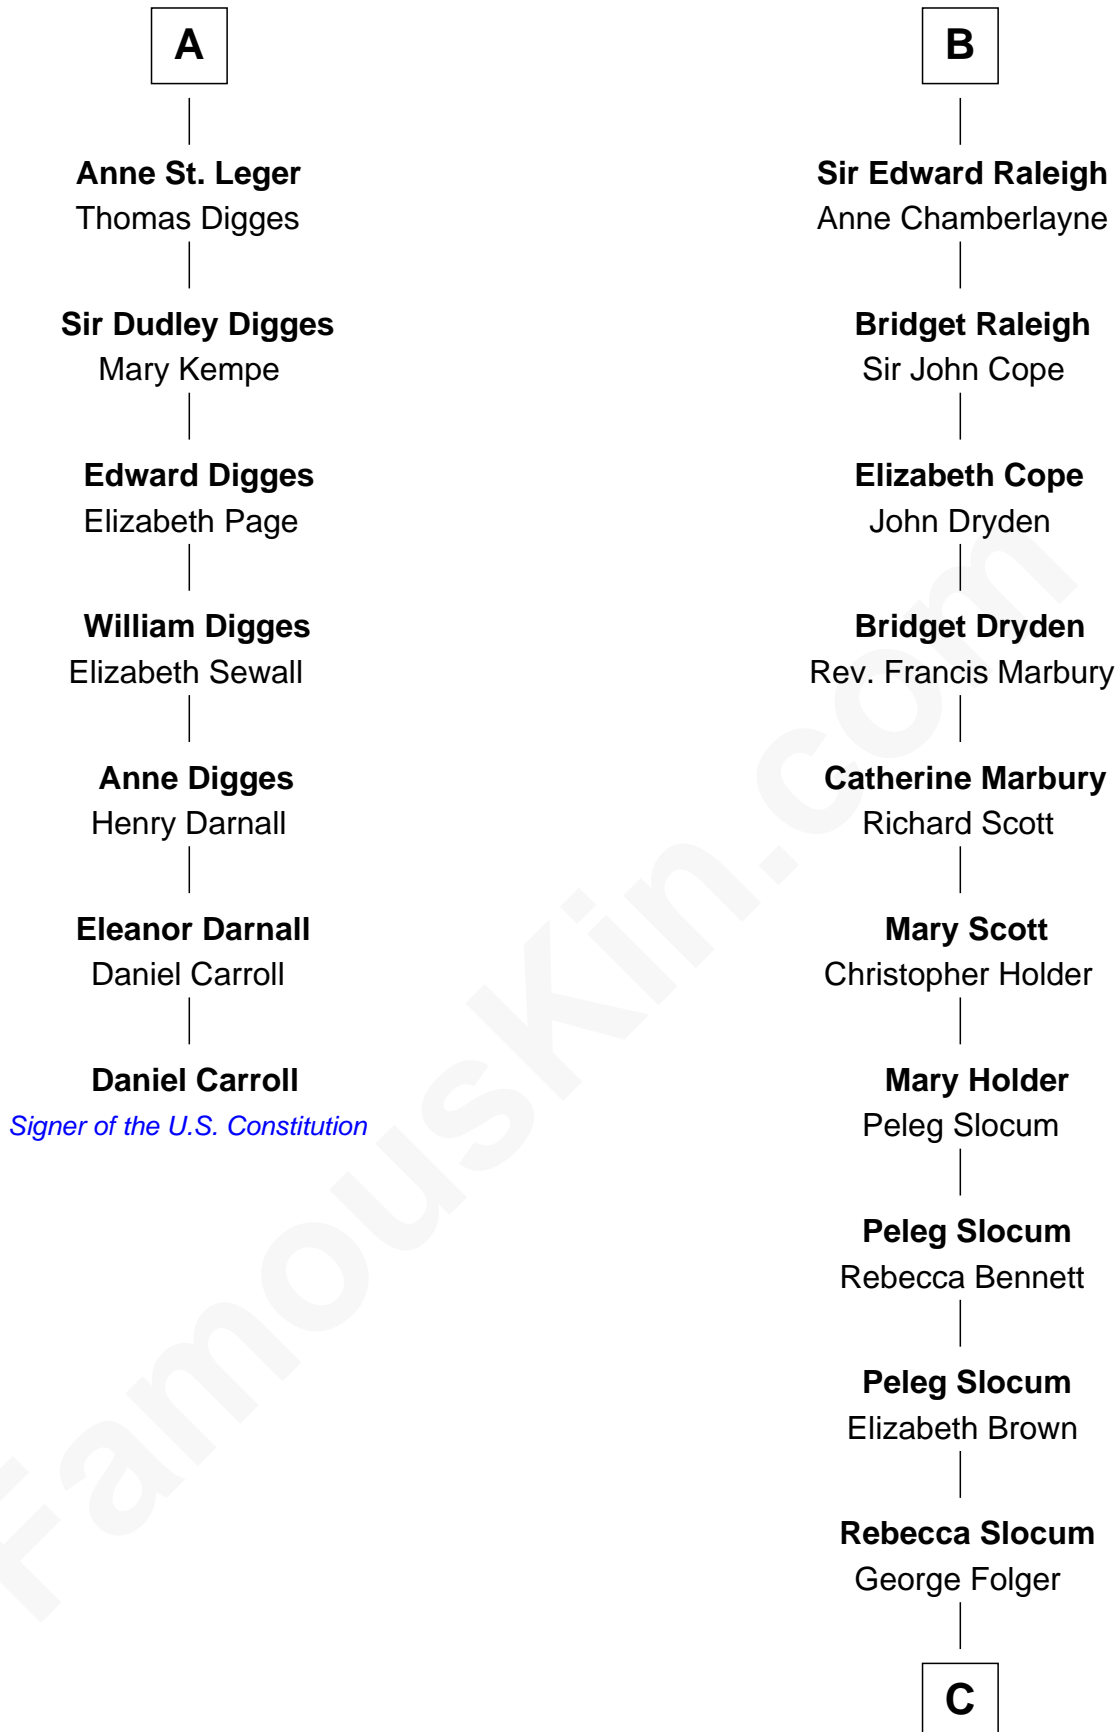 A
Anne St. Leger
Thomas Digges
Sir Dudley Digges
Mary Kempe
Edward Digges
Elizabeth Page
William Digges
Elizabeth Sewall
Anne Digges
Henry Darnall
Eleanor Darnall
Daniel Carroll
Daniel Carroll
Signer of the U.S. Constitution
B
Sir Edward Raleigh
Anne Chamberlayne
Bridget Raleigh
Sir John Cope
Elizabeth Cope
John Dryden
Bridget Dryden
Rev. Francis Marbury
Catherine Marbury
Richard Scott
Mary Scott
Christopher Holder
Mary Holder
Peleg Slocum
Peleg Slocum
Rebecca Bennett
Peleg Slocum
Elizabeth Brown
Rebecca Slocum
George Folger
C
FamousKin.com